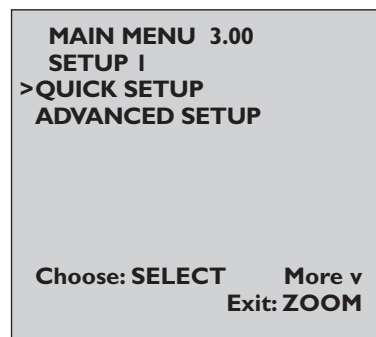 MAIN MENU 3.00
SETUP 1
>QUICK SETUP
ADVANCED SETUP
Choose: SELECT More v
Exit: ZOOM